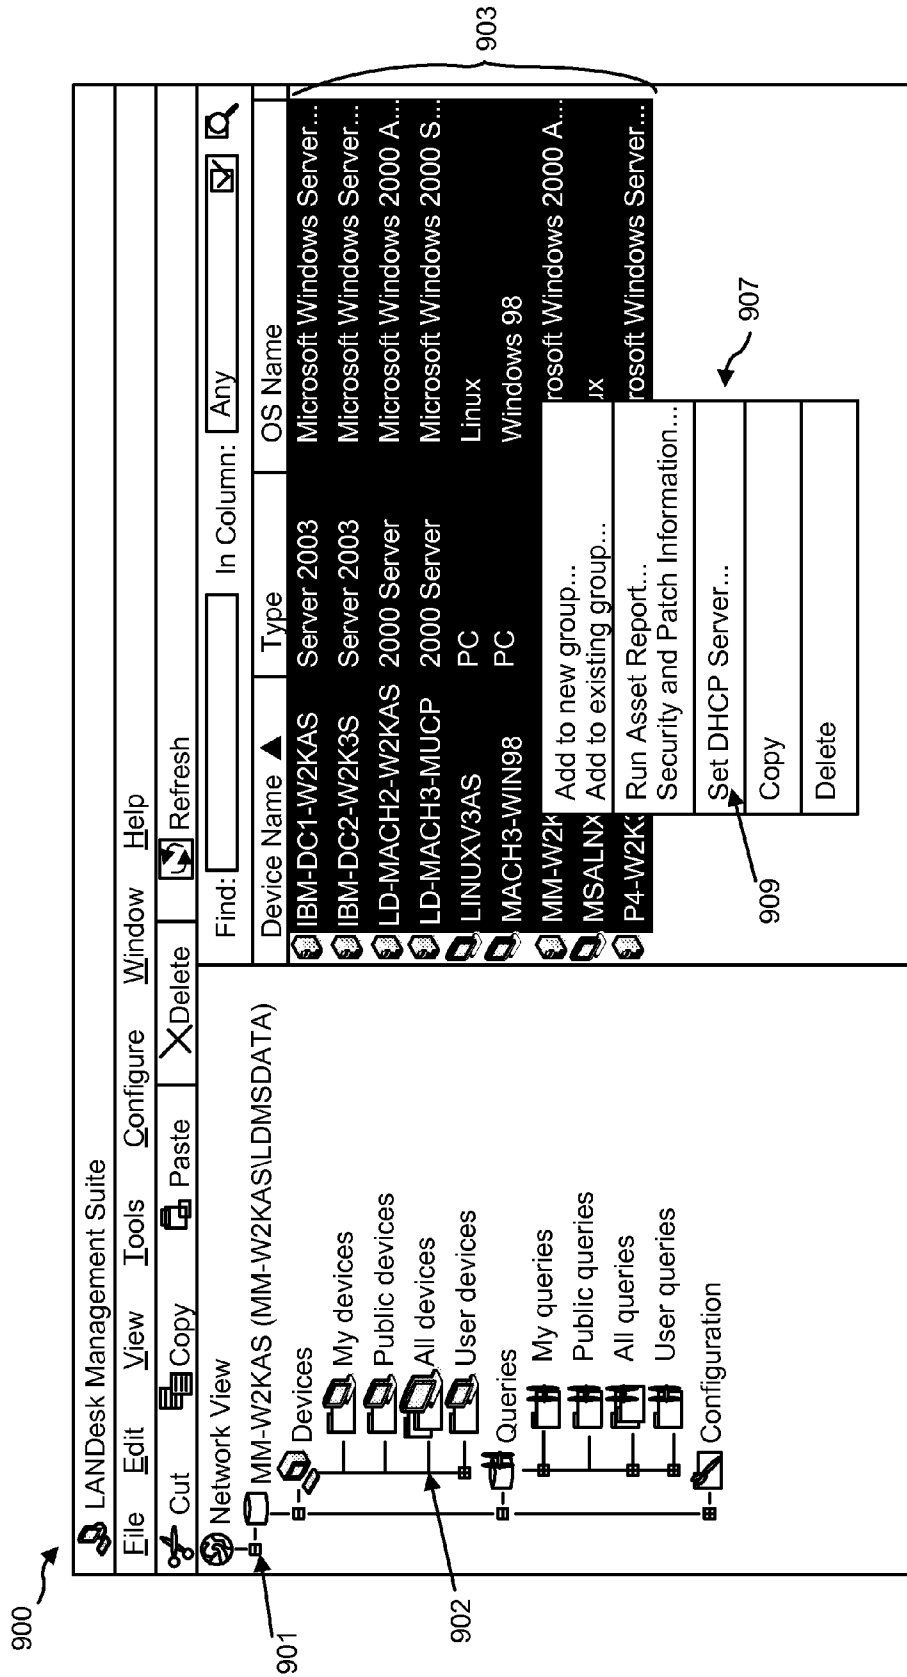 900
LANDesk Management Suite
File Edit View Tools Configure Window Help
Cut Copy Paste Delete Refresh
Network View
901
MM-W2KAS (MM-W2KAS\LDMSDATA)
Devices
My devices
Public devices
All devices
User devices
902
Queries
My queries
Public queries
All queries
User queries
Configuration
Find: In Column: Any
Device Name Type OS Name
IBM-DC1-W2KAS Server 2003 Microsoft Windows Server...
IBM-DC2-W2K3S Server 2003 Microsoft Windows Server...
LD-MACH2-W2KAS 2000 Server Microsoft Windows 2000 A...
LD-MACH3-MUCP 2000 Server Microsoft Windows 2000 S...
LINUXV3AS PC Linux
MACH3-WIN98 PC Windows 98
MM-W2K rosoft Windows 2000 A...
MSALNX ux
P4-W2K3 rosoft Windows Server...
903
Add to new group...
Add to existing group...
Run Asset Report...
Security and Patch Information...
Set DHCP Server...
Copy
Delete
907
909